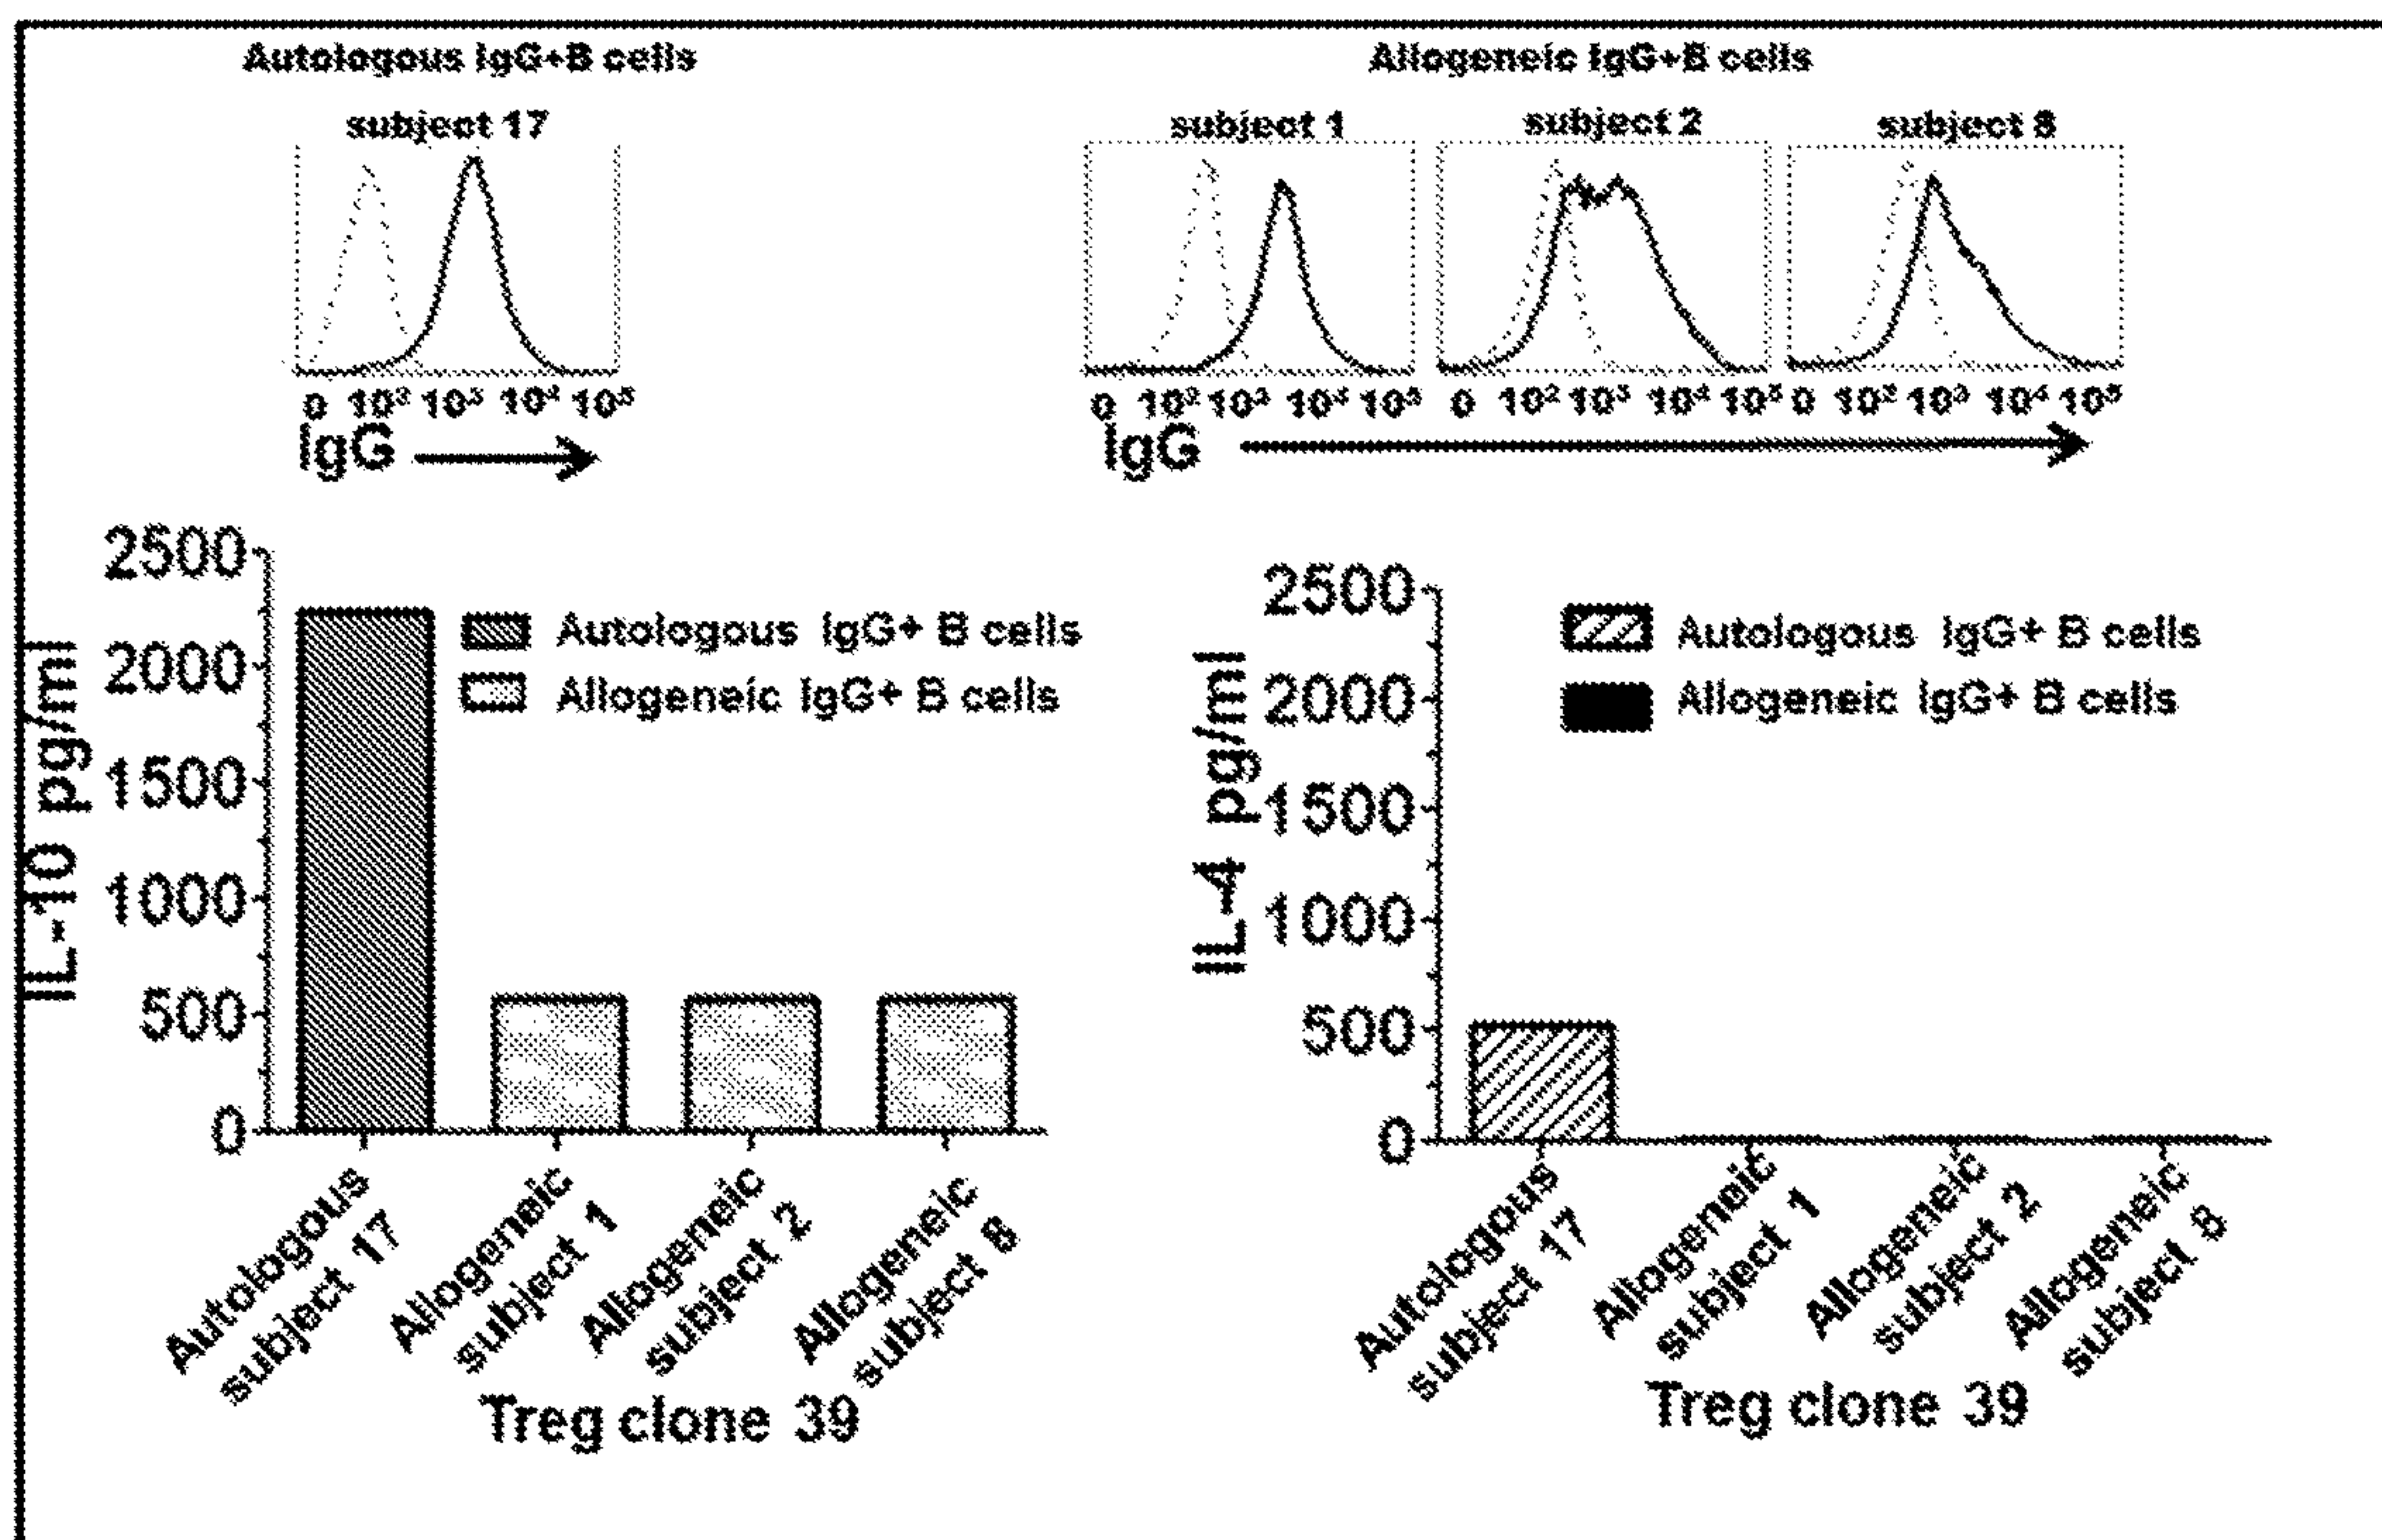 Autologous IgG+B cells
Allogeneic IgG+B cells
subject 17
subject 1
subject 2
subject 8
0 10² 10³ 10⁴ 10⁵
0 10² 10³ 10⁴ 10⁵
0 10² 10³ 10⁴ 10⁵
0 10² 10³ 10⁴ 10⁵
IgG
IgG
IL-10 pg/ml
2500
2000
1500
1000
500
0
Autologous IgG+ B cells
Allogeneic IgG+ B cells
Autologous subject 17
Allogeneic subject 1
Allogeneic subject 2
Allogeneic subject 8
Treg clone 39
IL-4 pg/ml
2500
2000
1500
1000
500
0
Autologous IgG+ B cells
Allogeneic IgG+ B cells
Autologous subject 17
Allogeneic subject 1
Allogeneic subject 2
Allogeneic subject 8
Treg clone 39